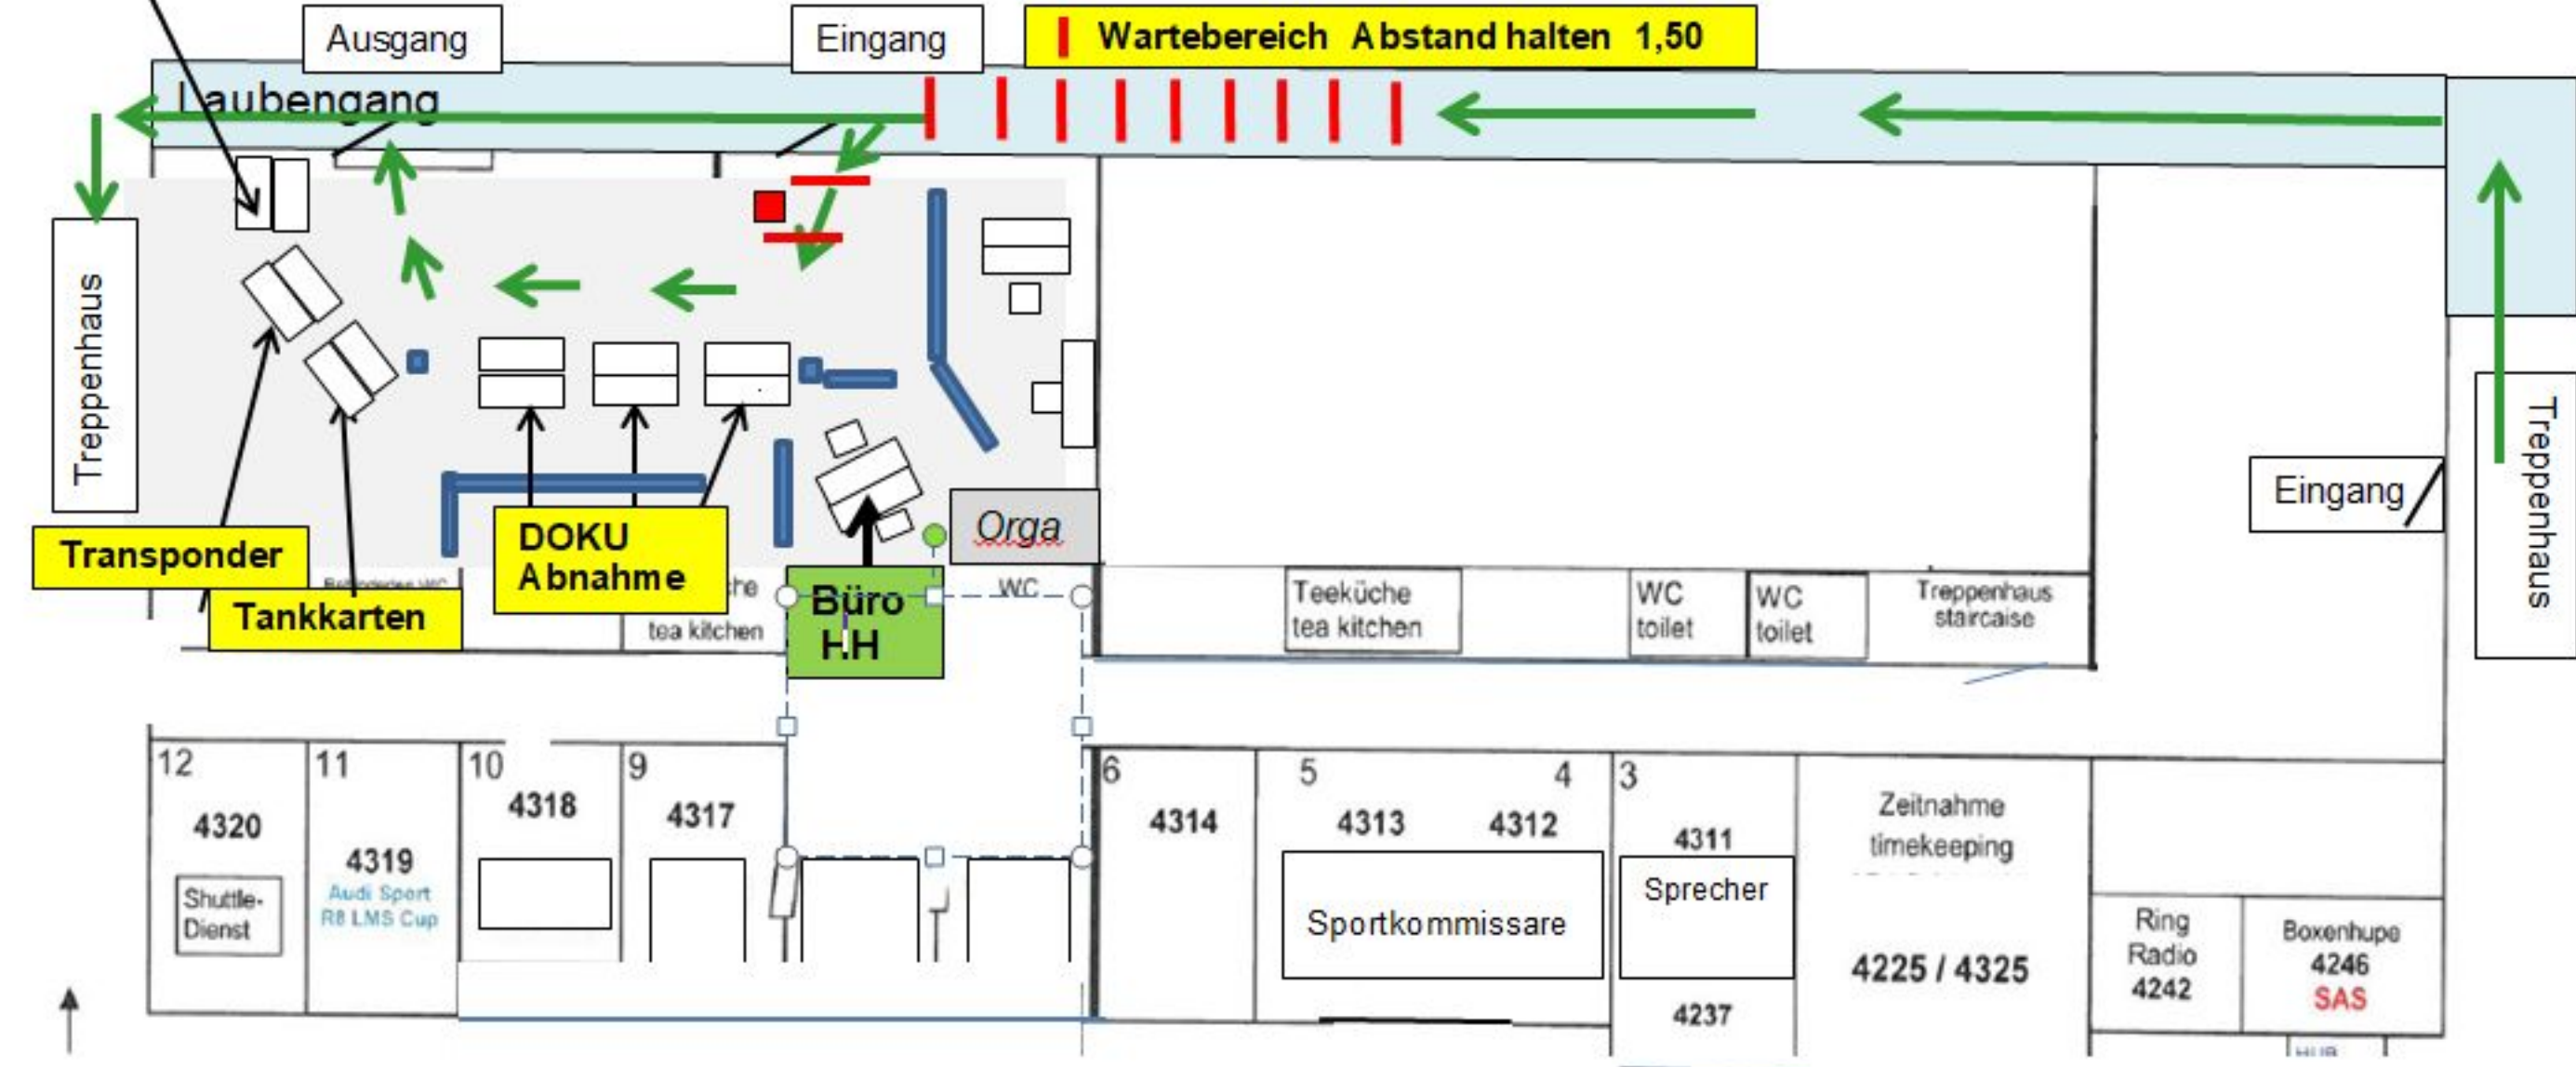 Ausgang
Eingang
Wartebereich Abstand halten 1,50
Laubengang
Treppenhaus
Treppenhaus
Eingang
Orga
Transponder
Tankkarten
DOKU
Abnahme
Büro
HH
che
tea kitchen
WC
Teeküche
tea kitchen
WC
toilet
WC
toilet
Treppenhaus
staircaise
12
4320
Shuttle-
Dienst
11
4319
Audi Sport
R8 LMS Cup
10
4318
9
4317
6
4314
5
4313
4
4312
Sportkommissare
3
4311
Sprecher
4237
Zeitnahme
timekeeping
4225 / 4325
Ring
Radio
4242
Boxenhupe
4246
SAS